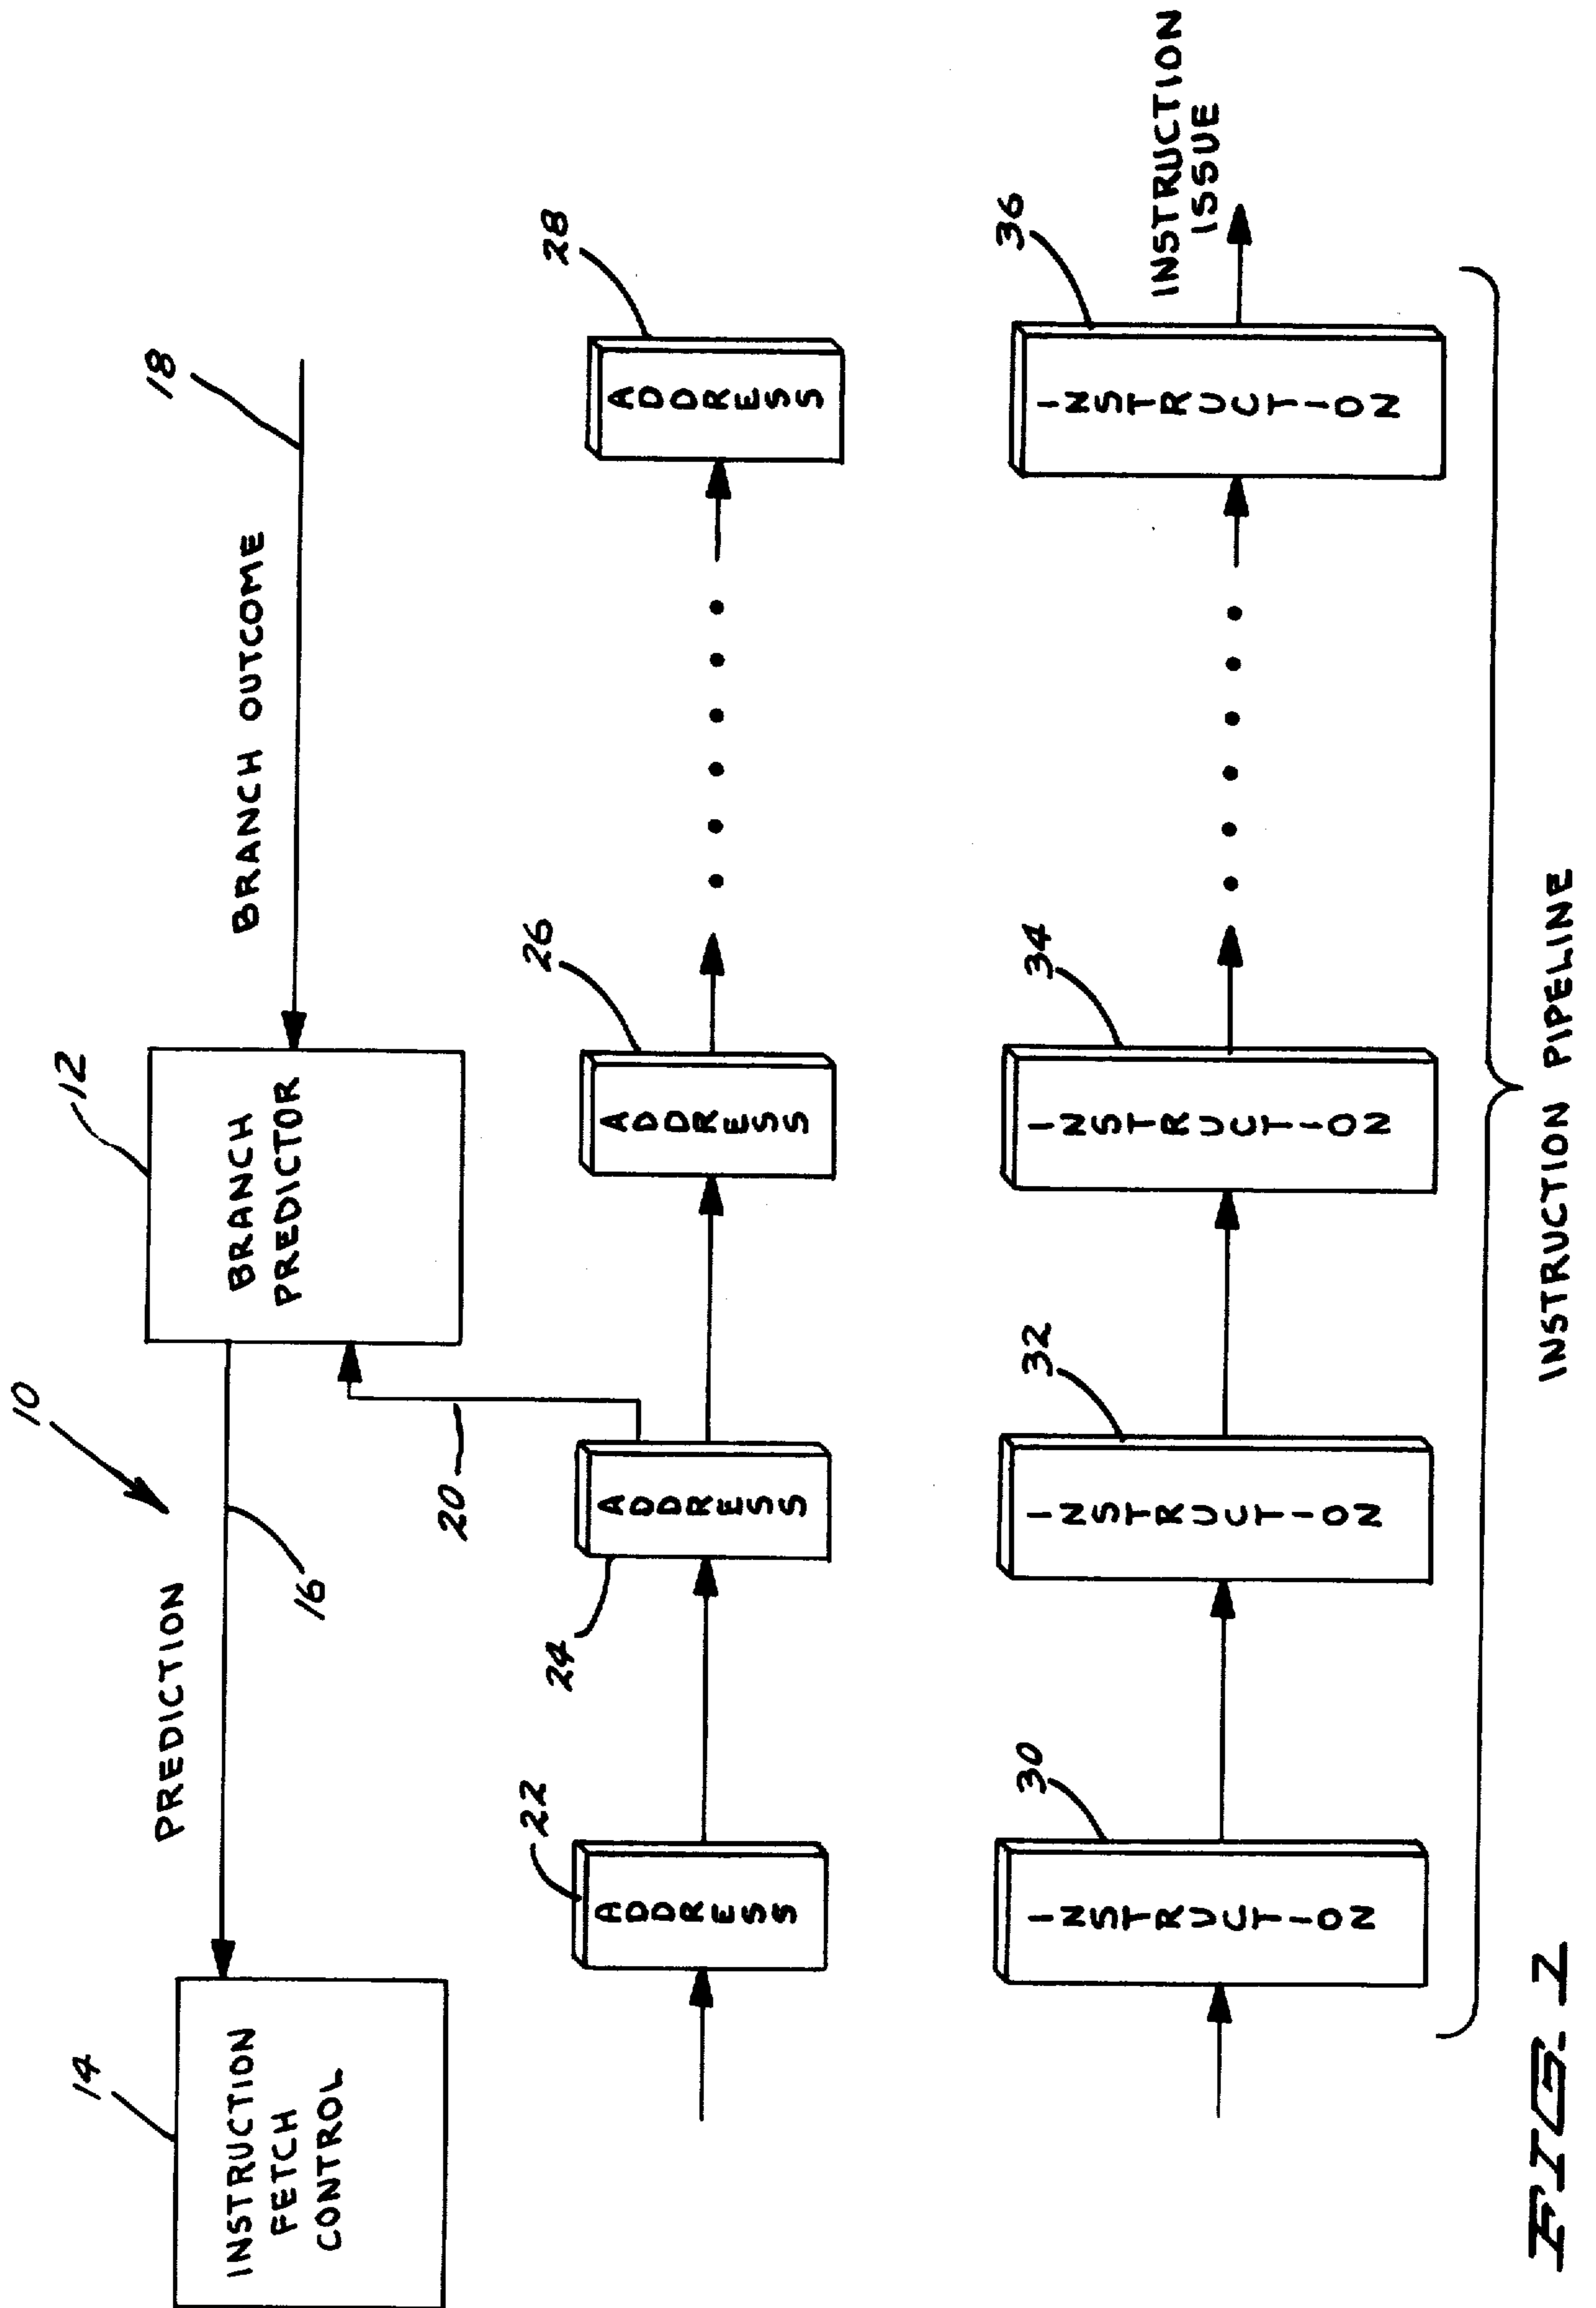 14
10
12
18
PREDICTION
BRANCH OUTCOME
INSTRUCTION
FETCH
CONTROL
BRANCH
PREDICTOR
16
20
22
24
26
28
ADDRESS
ADDRESS
ADDRESS
ADDRESS
30
32
34
36
INSTRUCTION
INSTRUCTION
INSTRUCTION
INSTRUCTION
INSTRUCTION
ISSUE
INSTRUCTION PIPELINE
FIG. 1